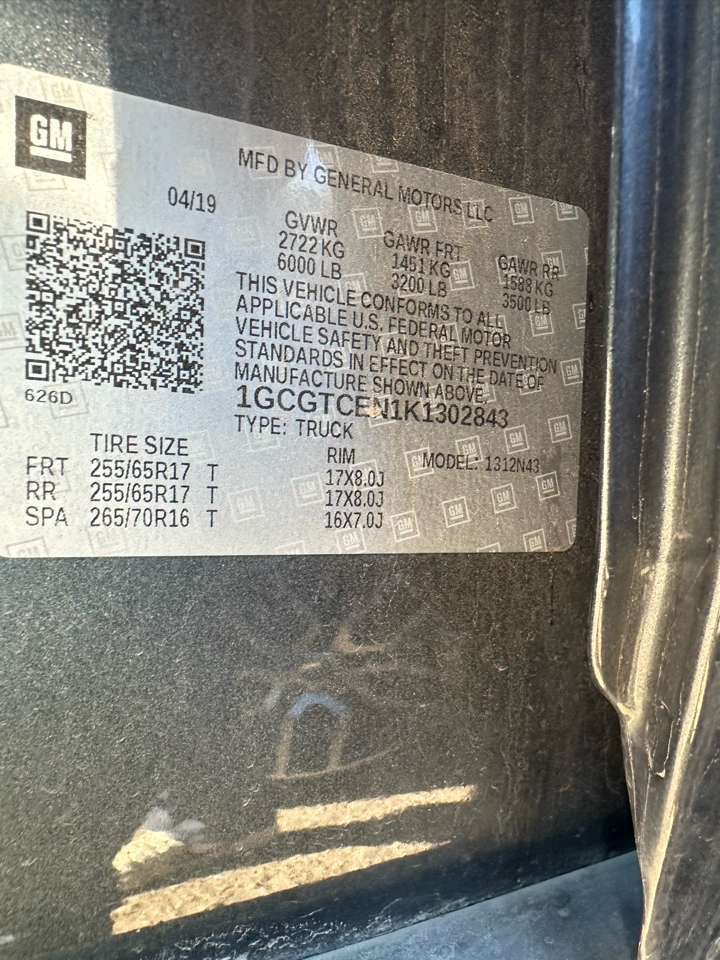 GM
MFD BY GENERAL MOTORS LLC
04/19
GVWR
2722 KG
6000 LB
GAWR FRT
1451 KG
3200 LB
GAWR RR
1588 KG
3500 LB
THIS VEHICLE CONFORMS TO ALL
APPLICABLE U.S. FEDERAL MOTOR
VEHICLE SAFETY AND THEFT PREVENTION
STANDARDS IN EFFECT ON THE DATE OF
MANUFACTURE SHOWN ABOVE.
1GCGTCEN1K1302843
TYPE: TRUCK
626D
TIRE SIZE RIM MODEL: 1312N43
FRT 255/65R17 T 17X8.0J
RR 255/65R17 T 17X8.0J
SPA 265/70R16 T 16X7.0J